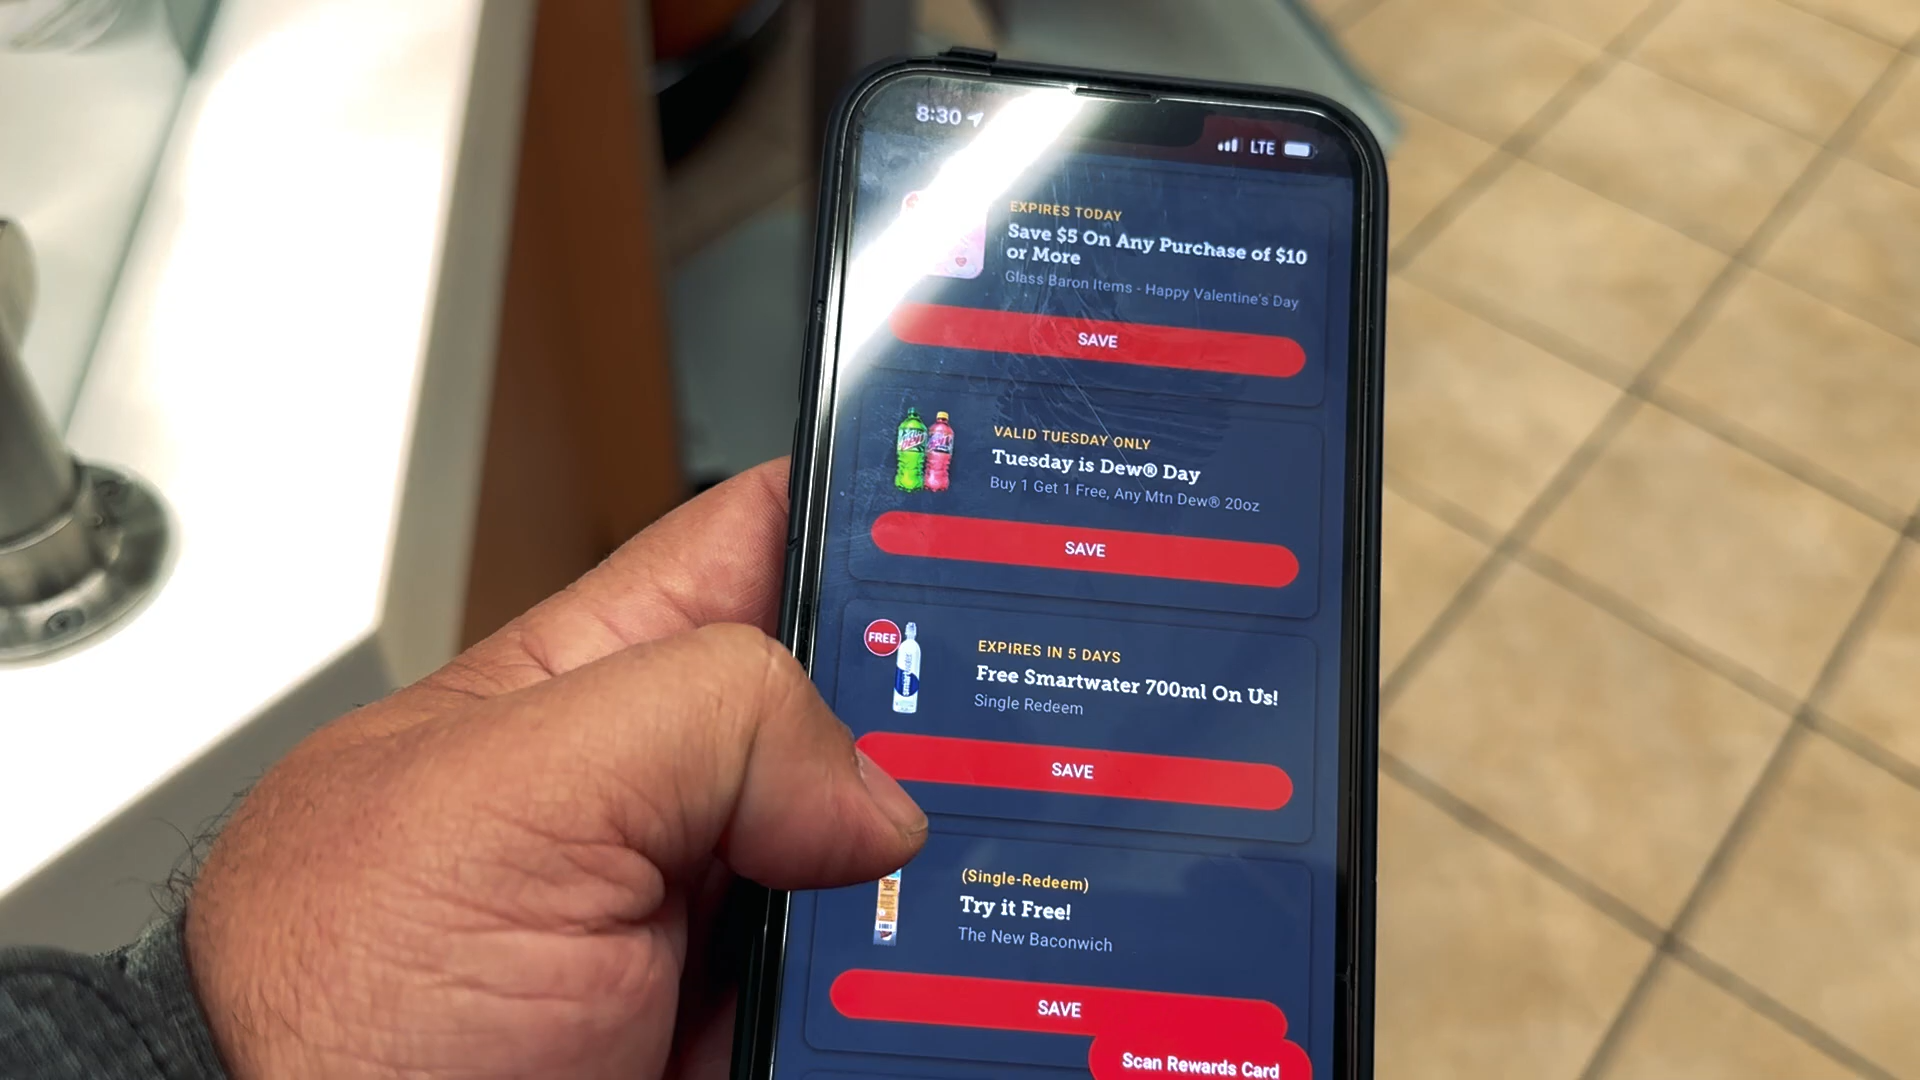 8:30
LTE
EXPIRES TODAY
Save $5 On Any Purchase of $10
or More
Glass Baron Items - Happy Valentine's Day
SAVE
VALID TUESDAY ONLY
Tuesday is Dew® Day
Buy 1 Get 1 Free, Any Mtn Dew® 20oz
SAVE
FREE
smartwater
EXPIRES IN 5 DAYS
Free Smartwater 700ml On Us!
Single Redeem
SAVE
(Single-Redeem)
Try it Free!
The New Baconwich
SAVE
Scan Rewards Card